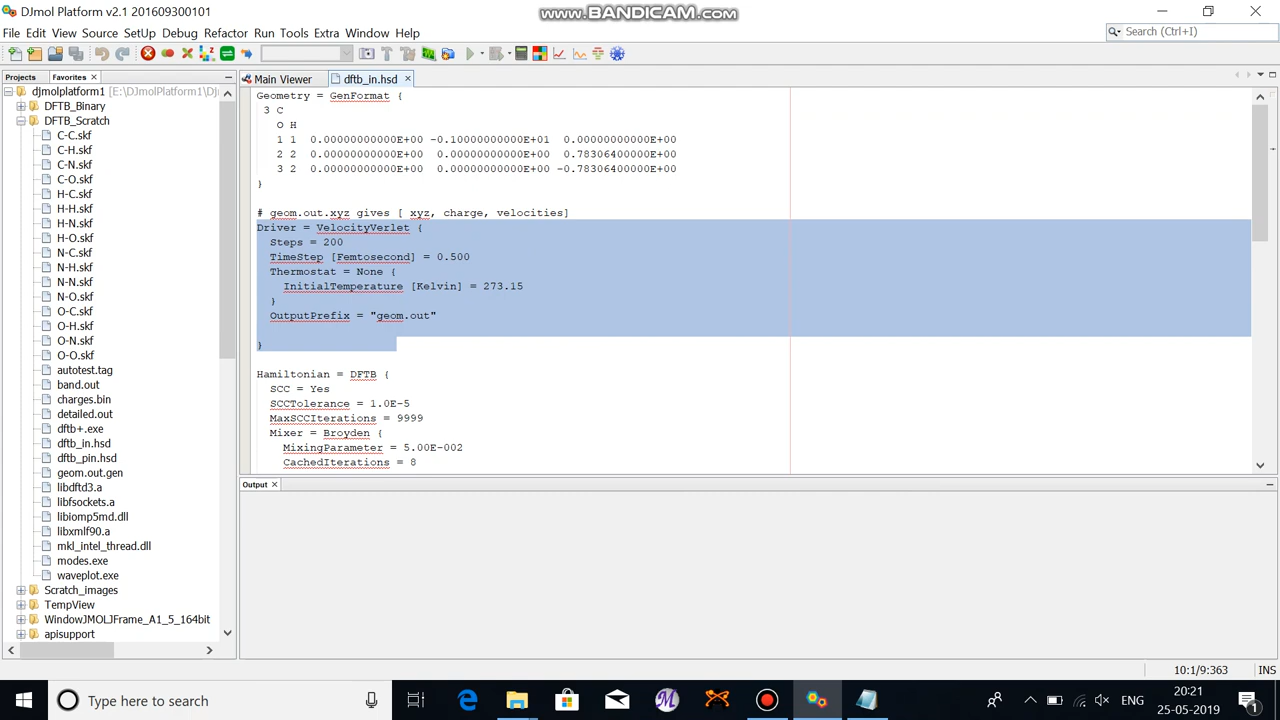 DJmol Platform v2.1 201609300101
www.BANDICAM.com
File Edit View Source SetUp Debug Refactor Run Tools Extra Window Help
Search (Ctrl+I)
Projects Favorites
Main Viewer dftb_in.hsd
djmolplatform1 [E:\DJmolPlatform1\Dj
DFTB_Binary
DFTB_Scratch
C-C.skf
C-H.skf
C-N.skf
C-O.skf
H-C.skf
H-H.skf
H-N.skf
H-O.skf
N-C.skf
N-H.skf
N-N.skf
N-O.skf
O-C.skf
O-H.skf
O-N.skf
O-O.skf
autotest.tag
band.out
charges.bin
detailed.out
dftb+.exe
dftb_in.hsd
dftb_pin.hsd
geom.out.gen
libdftd3.a
libfsockets.a
libiomp5md.dll
libxmlf90.a
mkl_intel_thread.dll
modes.exe
waveplot.exe
Scratch_images
TempView
WindowJMOLJFrame_A1_5_164bit
apisupport
Geometry = GenFormat {
3 C
O H
1 1 0.00000000000E+00 -0.10000000000E+01 0.00000000000E+00
2 2 0.00000000000E+00 0.00000000000E+00 0.78306400000E+00
3 2 0.00000000000E+00 0.00000000000E+00 -0.78306400000E+00
}
# geom.out.xyz gives [ xyz, charge, velocities]
Driver = VelocityVerlet {
Steps = 200
TimeStep [Femtosecond] = 0.500
Thermostat = None {
InitialTemperature [Kelvin] = 273.15
}
OutputPrefix = "geom.out"
}
Hamiltonian = DFTB {
SCC = Yes
SCCTolerance = 1.0E-5
MaxSCCIterations = 9999
Mixer = Broyden {
MixingParameter = 5.00E-002
CachedIterations = 8
Output
10:1/9:363 INS
Type here to search
ENG
20:21
25-05-2019
1